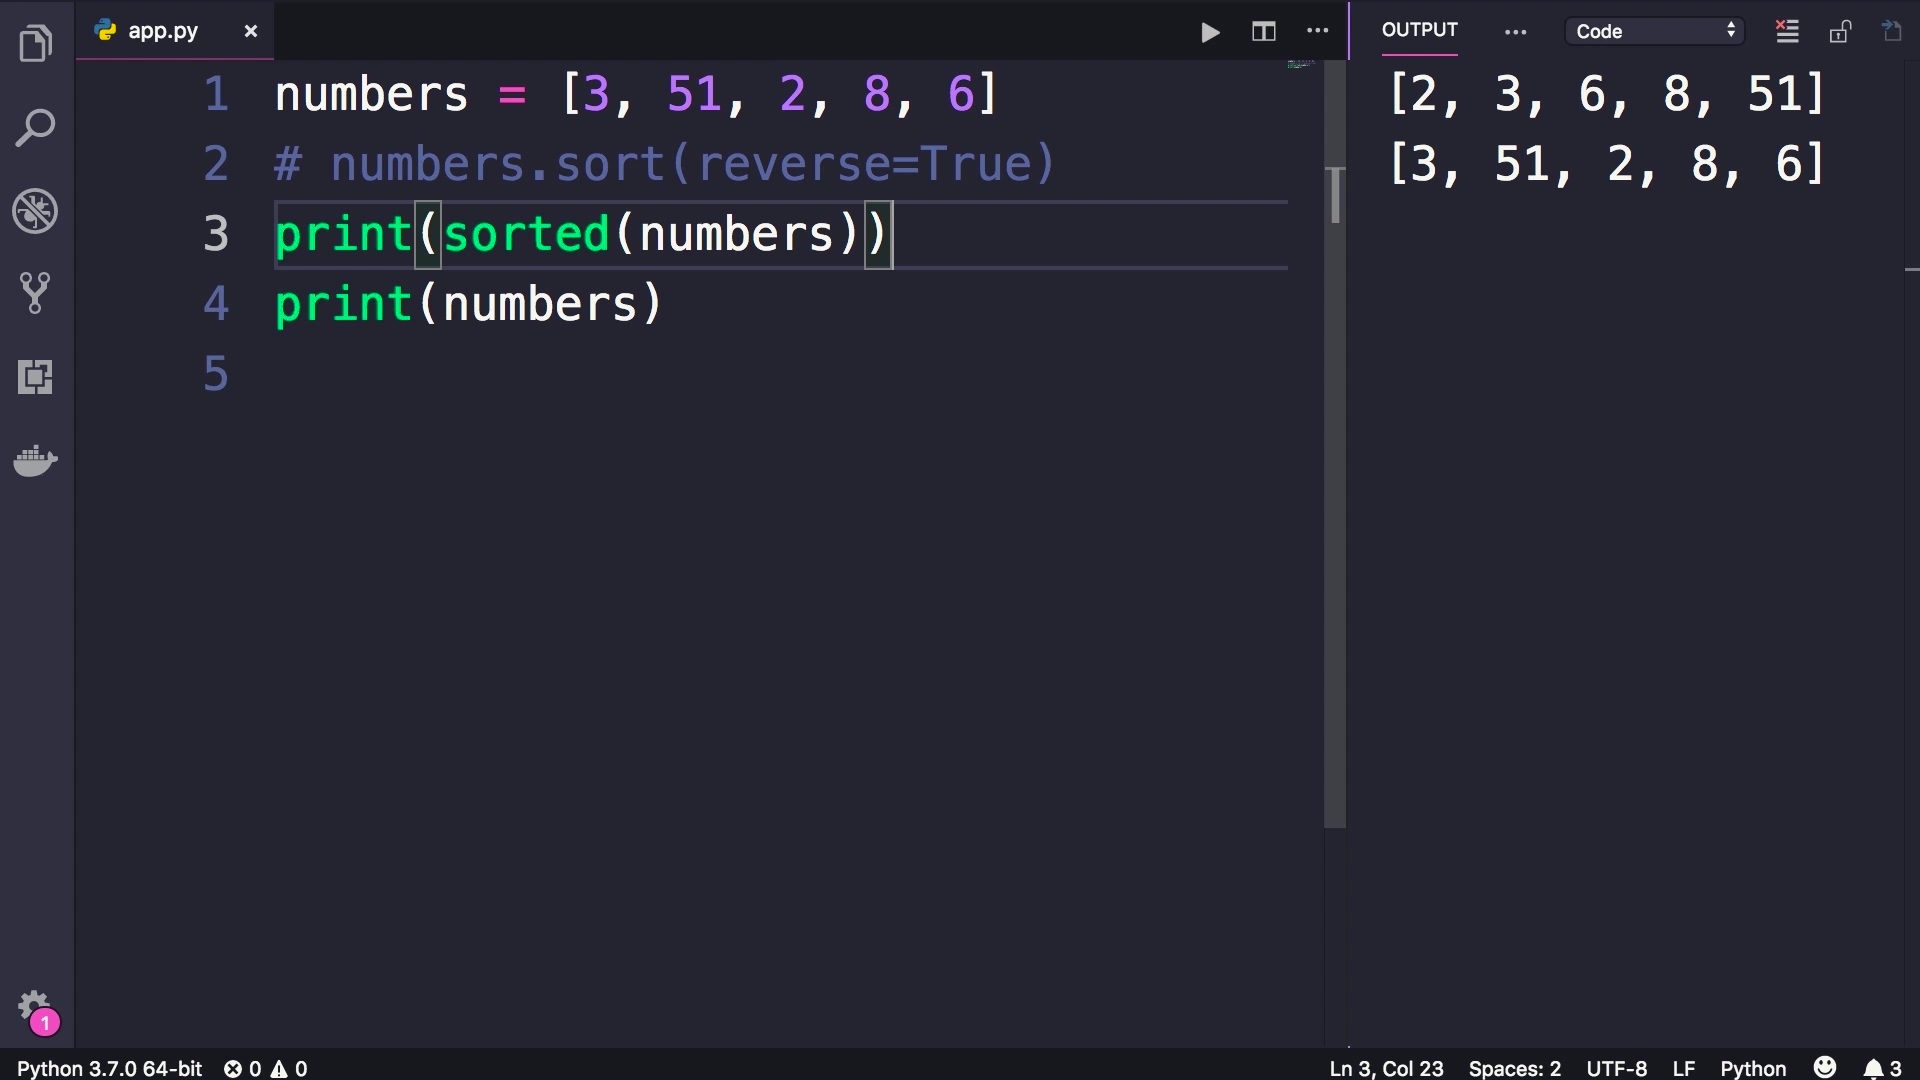 app.py ×
OUTPUT
Code
1 numbers = [3, 51, 2, 8, 6]
2 # numbers.sort(reverse=True)
3 print(sorted(numbers))
4 print(numbers)
5
[2, 3, 6, 8, 51]
[3, 51, 2, 8, 6]
1
Python 3.7.0 64-bit 0 0
Ln 3, Col 23 Spaces: 2 UTF-8 LF Python 3